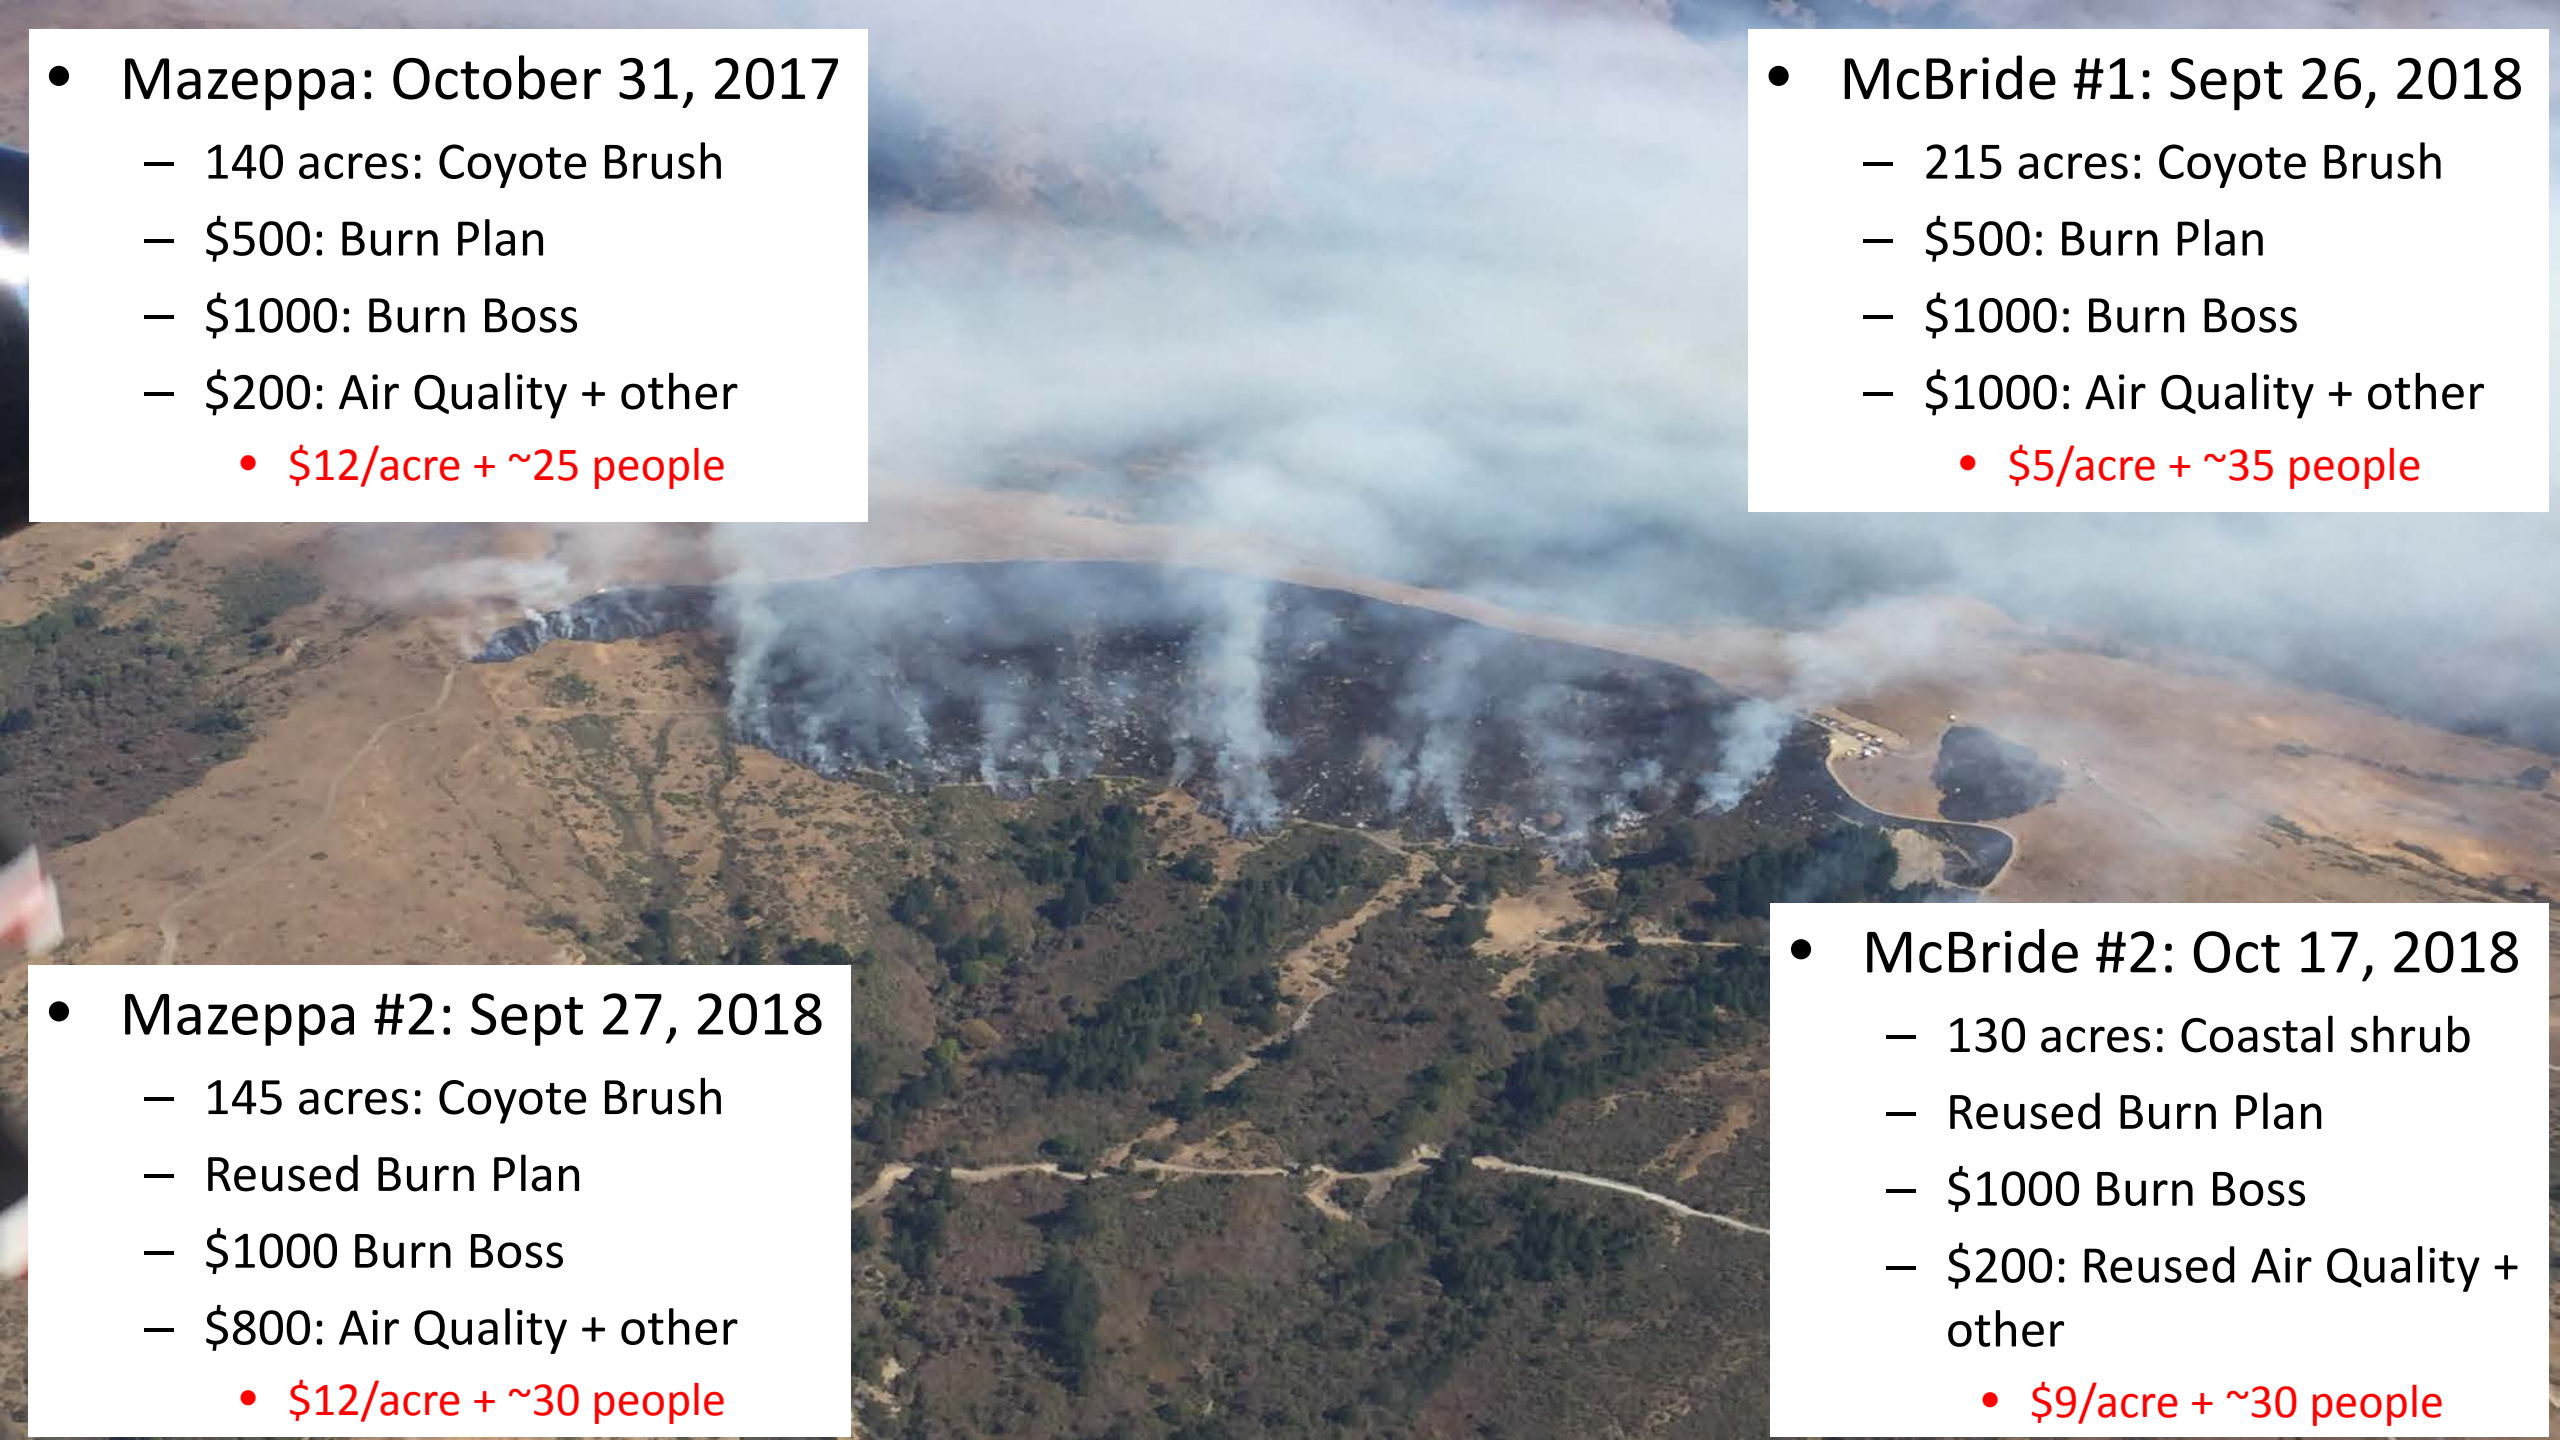 • Mazeppa: October 31, 2017
– 140 acres: Coyote Brush
– $500: Burn Plan
– $1000: Burn Boss
– $200: Air Quality + other
• $12/acre + ~25 people
• McBride #1: Sept 26, 2018
– 215 acres: Coyote Brush
– $500: Burn Plan
– $1000: Burn Boss
– $1000: Air Quality + other
• $5/acre + ~35 people
• Mazeppa #2: Sept 27, 2018
– 145 acres: Coyote Brush
– Reused Burn Plan
– $1000 Burn Boss
– $800: Air Quality + other
• $12/acre + ~30 people
• McBride #2: Oct 17, 2018
– 130 acres: Coastal shrub
– Reused Burn Plan
– $1000 Burn Boss
– $200: Reused Air Quality +
other
• $9/acre + ~30 people